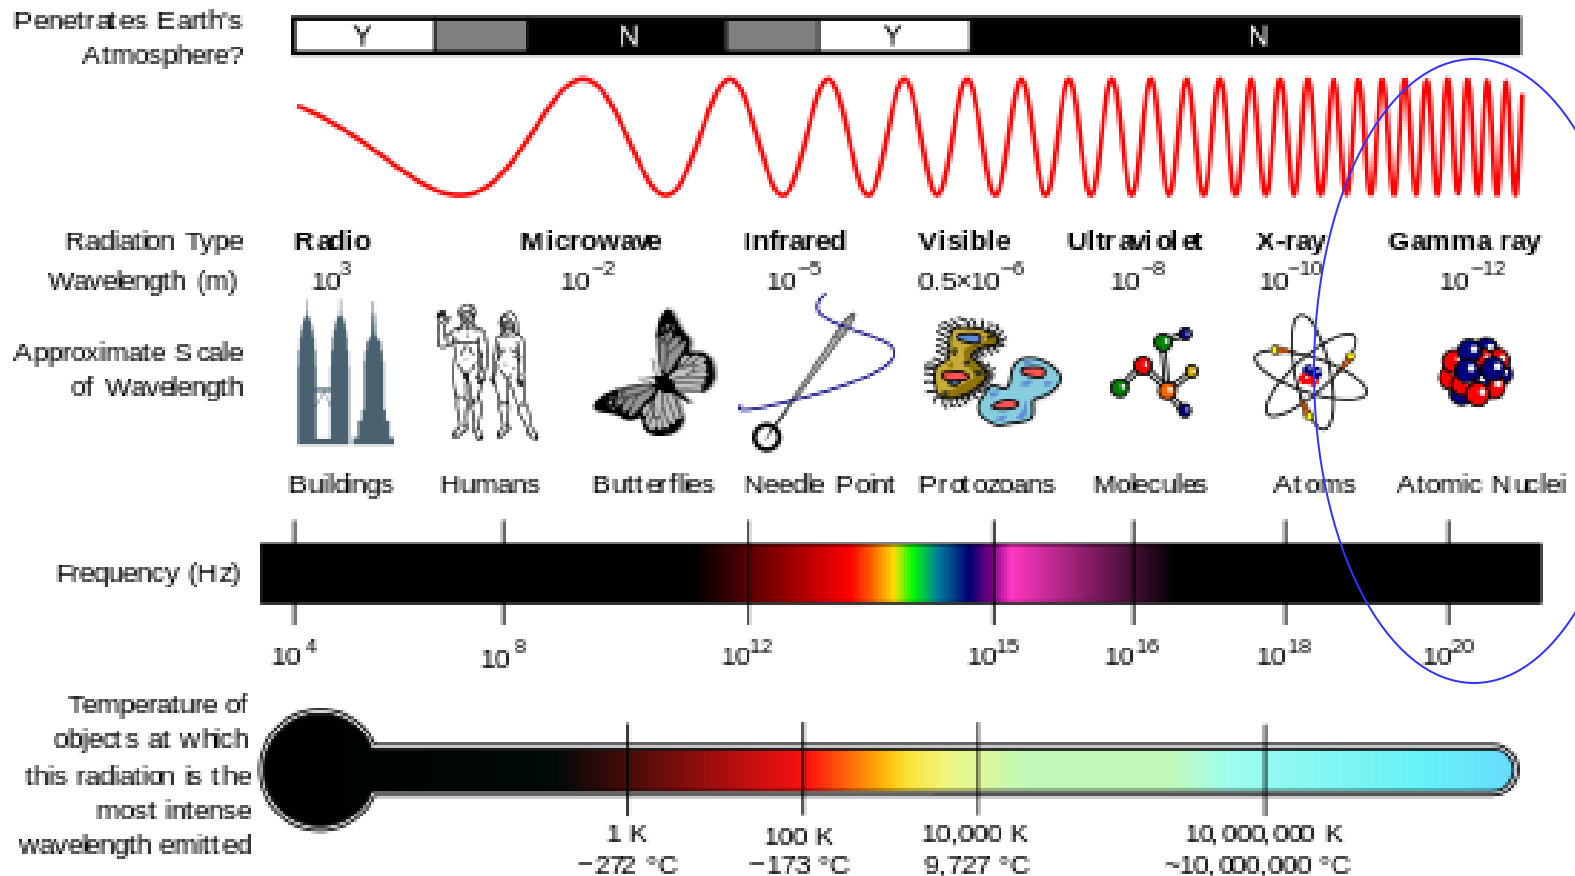 Penetrates Earth's
Atmosphere?
Y N Y N
Radiation Type Radio Microwave Infrared Visible Ultraviolet X-ray Gamma ray
Wavelength (m) 10³ 10⁻² 10⁻⁵ 0.5×10⁻⁶ 10⁻⁸ 10⁻¹⁰ 10⁻¹²
Approximate Scale
of Wavelength
Buildings Humans Butterflies Needle Point Protozoans Molecules Atoms Atomic Nuclei
Frequency (Hz)
10⁴ 10⁸ 10¹² 10¹⁵ 10¹⁶ 10¹⁸ 10²⁰
Temperature of
objects at which
this radiation is the
most intense
wavelength emitted
1 K 100 K 10,000 K 10,000,000 K
−272 °C −173 °C 9,727 °C ~10,000,000 °C